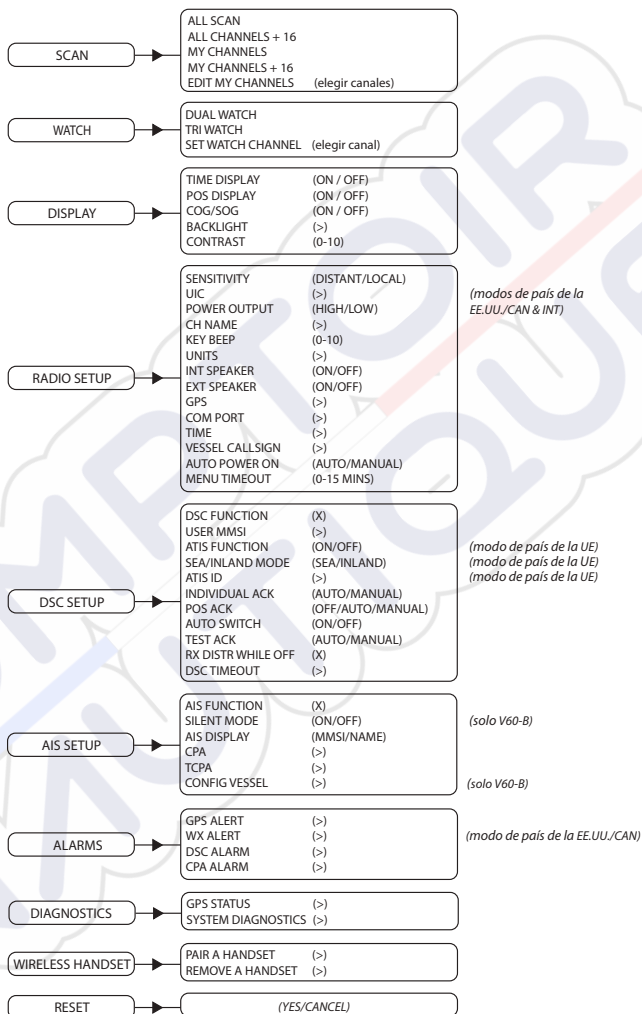 SCAN
ALL SCAN
ALL CHANNELS + 16
MY CHANNELS
MY CHANNELS + 16
EDIT MY CHANNELS (elegir canales)
WATCH
DUAL WATCH
TRI WATCH
SET WATCH CHANNEL (elegir canal)
DISPLAY
TIME DISPLAY (ON / OFF)
POS DISPLAY (ON / OFF)
COG/SOG (ON / OFF)
BACKLIGHT (>)
CONTRAST (0-10)
RADIO SETUP
SENSITIVITY (DISTANT/LOCAL)
UIC (>) (modos de país de la
EE.UU./CAN & INT)
POWER OUTPUT (HIGH/LOW)
CH NAME (>)
KEY BEEP (0-10)
UNITS (>)
INT SPEAKER (ON/OFF)
EXT SPEAKER (ON/OFF)
GPS (>)
COM PORT (>)
TIME (>)
VESSEL CALLSIGN (>)
AUTO POWER ON (AUTO/MANUAL)
MENU TIMEOUT (0-15 MINS)
DSC SETUP
DSC FUNCTION (X)
USER MMSI (>)
ATIS FUNCTION (ON/OFF) (modo de país de la UE)
SEA/INLAND MODE (SEA/INLAND) (modo de país de la UE)
ATIS ID (>) (modo de país de la UE)
INDIVIDUAL ACK (AUTO/MANUAL)
POS ACK (OFF/AUTO/MANUAL)
AUTO SWITCH (ON/OFF)
TEST ACK (AUTO/MANUAL)
RX DISTR WHILE OFF (X)
DSC TIMEOUT (>)
AIS SETUP
AIS FUNCTION (X)
SILENT MODE (ON/OFF) (solo V60-B)
AIS DISPLAY (MMSI/NAME)
CPA (>)
TCPA (>)
CONFIG VESSEL (>) (solo V60-B)
ALARMS
GPS ALERT (>)
WX ALERT (>) (modo de país de la EE.UU./CAN)
DSC ALARM (>)
CPA ALARM (>)
DIAGNOSTICS
GPS STATUS (>)
SYSTEM DIAGNOSTICS (>)
WIRELESS HANDSET
PAIR A HANDSET (>)
REMOVE A HANDSET (>)
RESET
(YES/CANCEL)